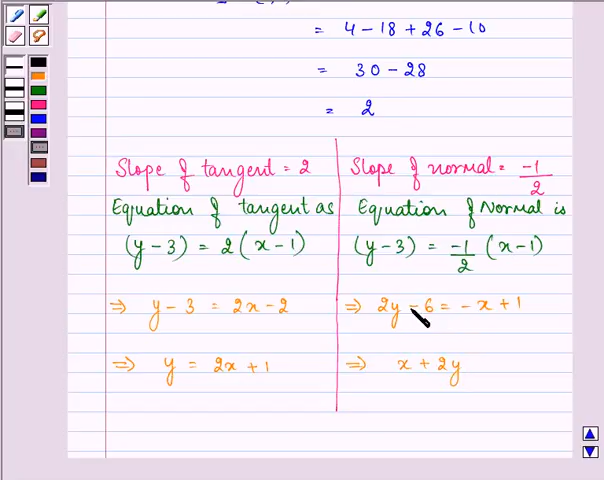 = 4 - 18 + 26 - 10
= 30 - 28
= 2
Slope of tangent = 2
Equation of tangent as
(y - 3) = 2 (x - 1)
⇒ y - 3 = 2x - 2
⇒ y = 2x + 1
Slope of normal = -1/2
Equation of Normal is
(y - 3) = -1/2 (x - 1)
⇒ 2y - 6 = - x + 1
⇒ x + 2y